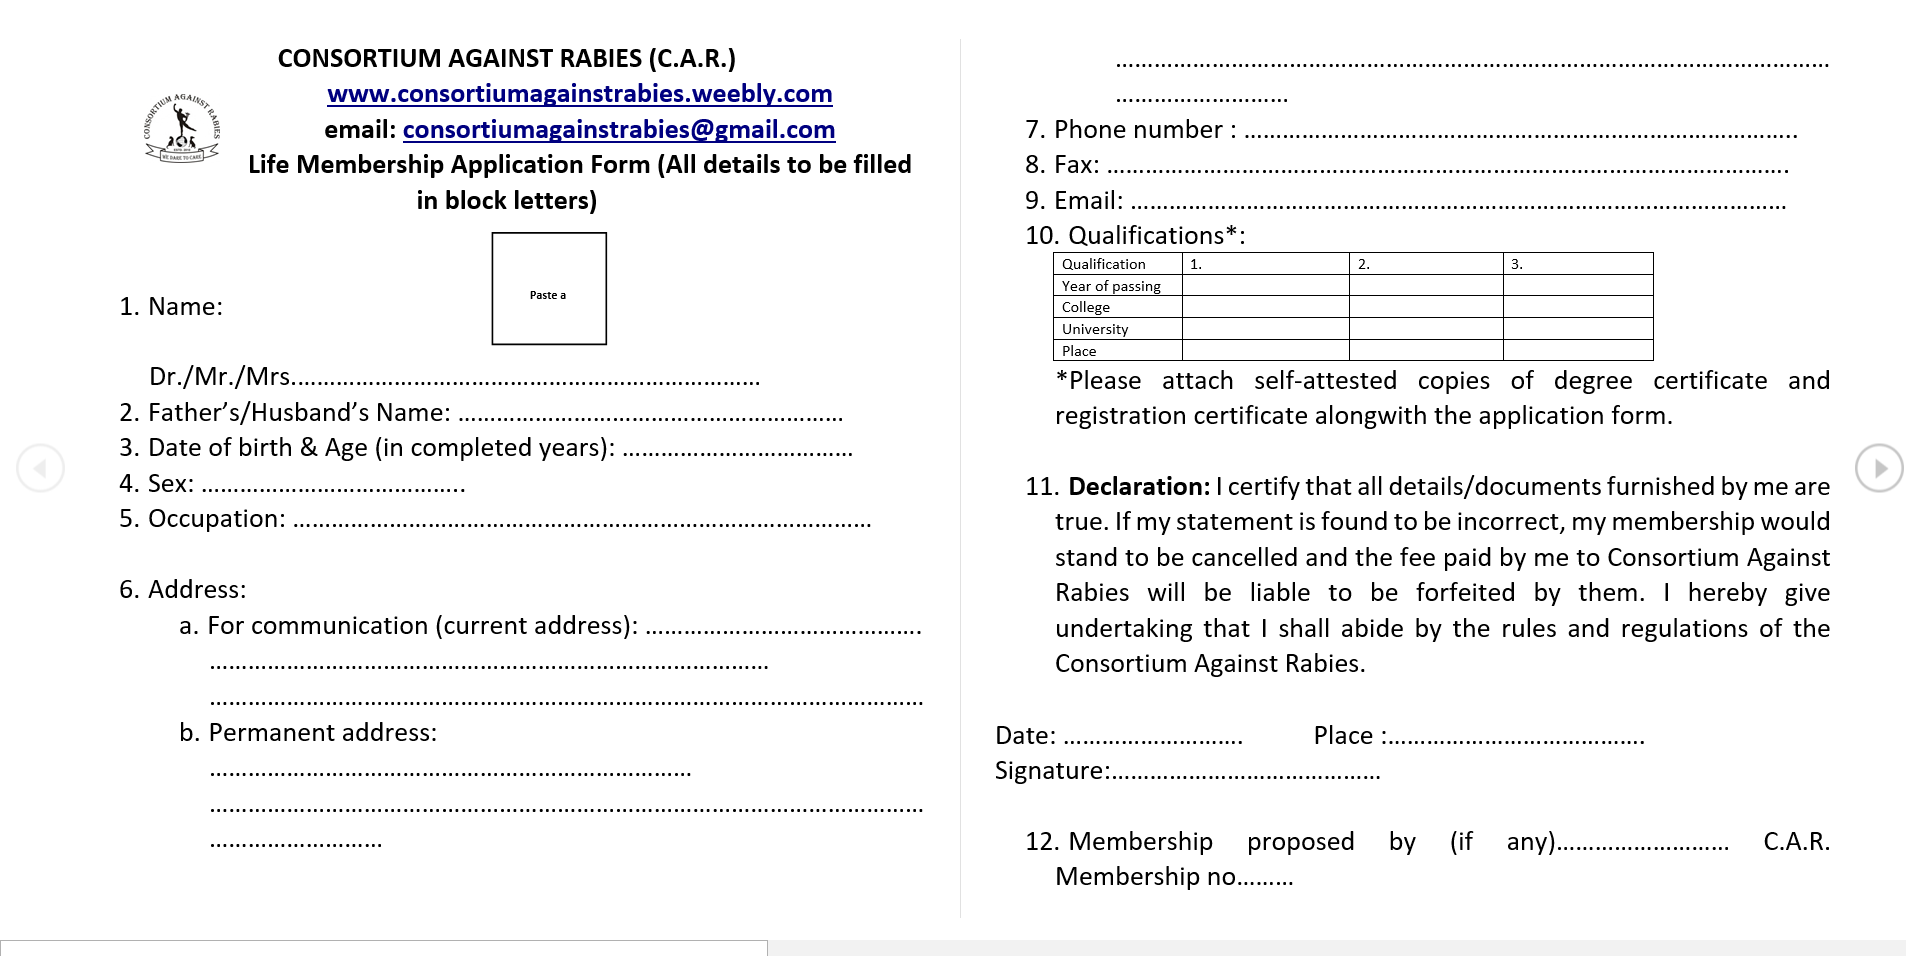 CONSORTIUM AGAINST RABIES (C.A.R.)
www.consortiumagainstrabies.weebly.com
email: consortiumagainstrabies@gmail.com
CONSORTIUM AGAINST RABIES
WE DARE TO CARE
Life Membership Application Form (All details to be filled
in block letters)
Paste a
1. Name:
Dr./Mr./Mrs.……………………………………………………………….
2. Father’s/Husband’s Name: ……………………………………………………
3. Date of birth & Age (in completed years): ………………………………
4. Sex: …………………………………..
5. Occupation: ………………………………………………………………………………
6. Address:
a. For communication (current address): …………………………………….
……………………………………………………………………………
…………………………………………………………………………………………………
b. Permanent address:
…………………………………………………………………
…………………………………………………………………………………………………
………………………
…………………………………………………………………………………………………
………………………
7. Phone number : …………………………………………………………………………..
8. Fax: …………………………………………………………………………………………….
9. Email: …………………………………………………………………………………………
10. Qualifications*:
Qualification 1. 2. 3.
Year of passing
College
University
Place
*Please attach self-attested copies of degree certificate and
registration certificate alongwith the application form.
11. Declaration: I certify that all details/documents furnished by me are
true. If my statement is found to be incorrect, my membership would
stand to be cancelled and the fee paid by me to Consortium Against
Rabies will be liable to be forfeited by them. I hereby give
undertaking that I shall abide by the rules and regulations of the
Consortium Against Rabies.
Date: ………………………. Place :………………………………….
Signature:……………………………………
12. Membership proposed by (if any)……………………… C.A.R.
Membership no………